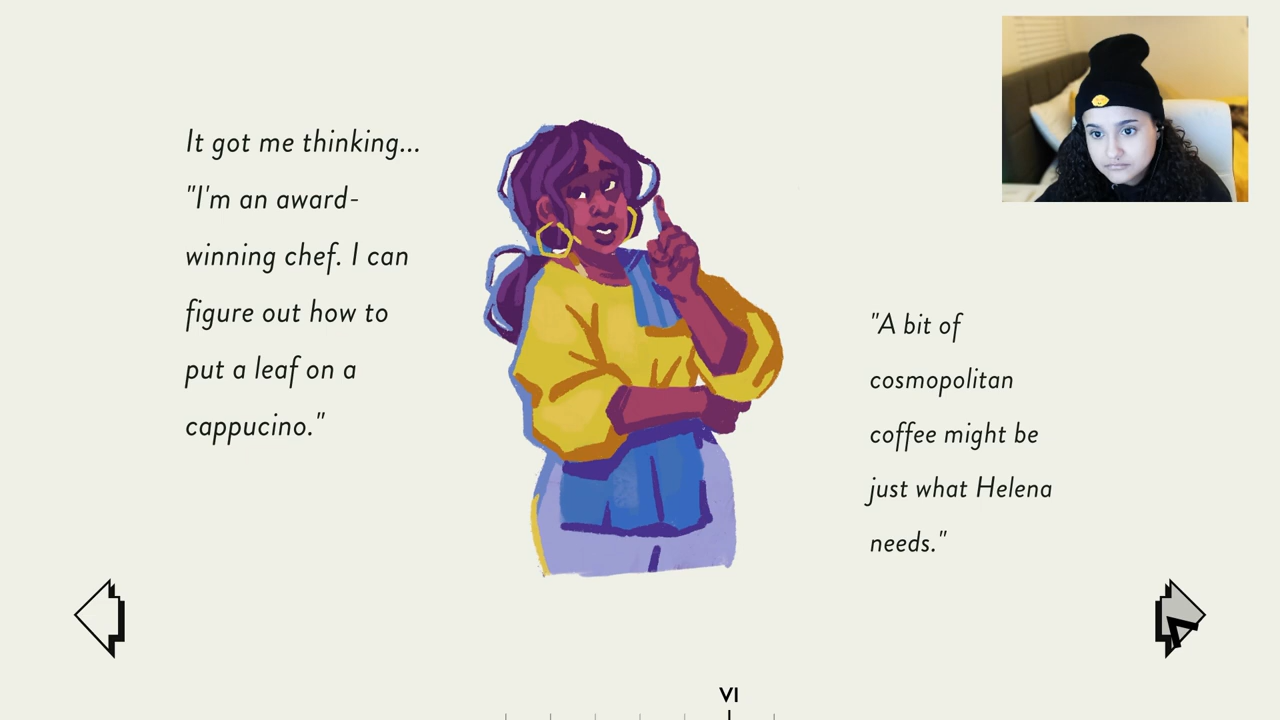 It got me thinking...
"I'm an award-
winning chef. I can
figure out how to
put a leaf on a
cappucino."
"A bit of
cosmopolitan
coffee might be
just what Helena
needs."
VI